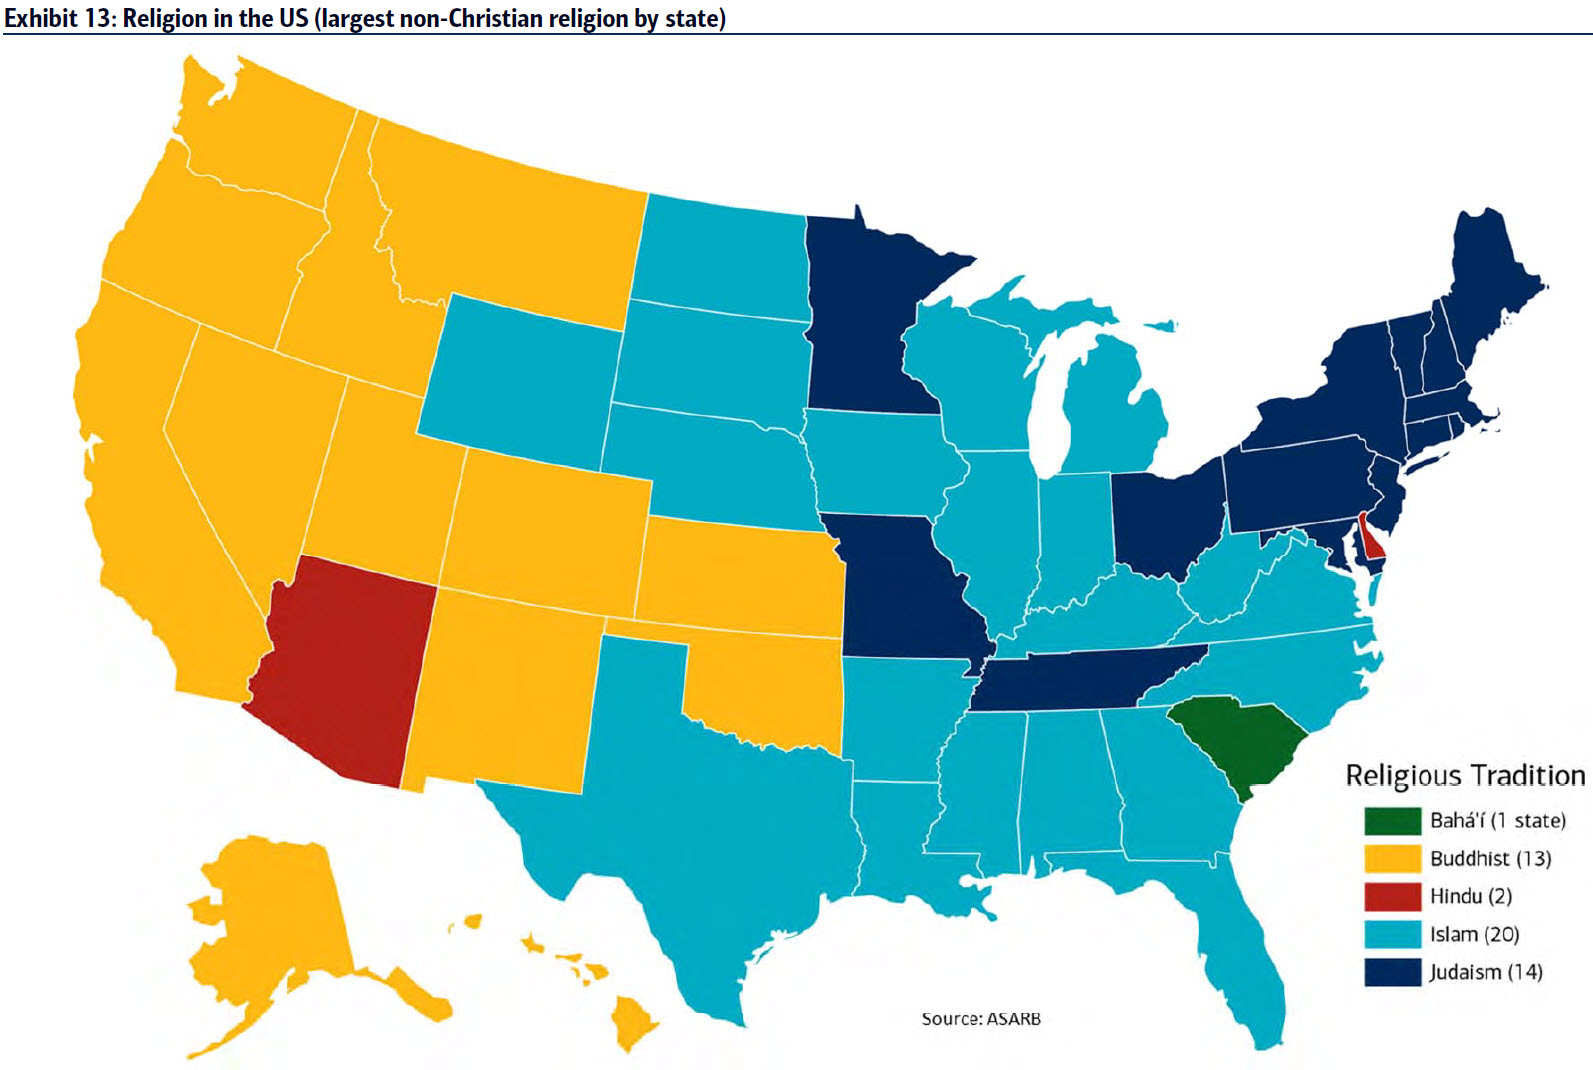 Exhibit 13: Religion in the US (largest non-Christian religion by state)
Religious Tradition
Bahá'í (1 state)
Buddhist (13)
Hindu (2)
Islam (20)
Judaism (14)
Source: ASARB